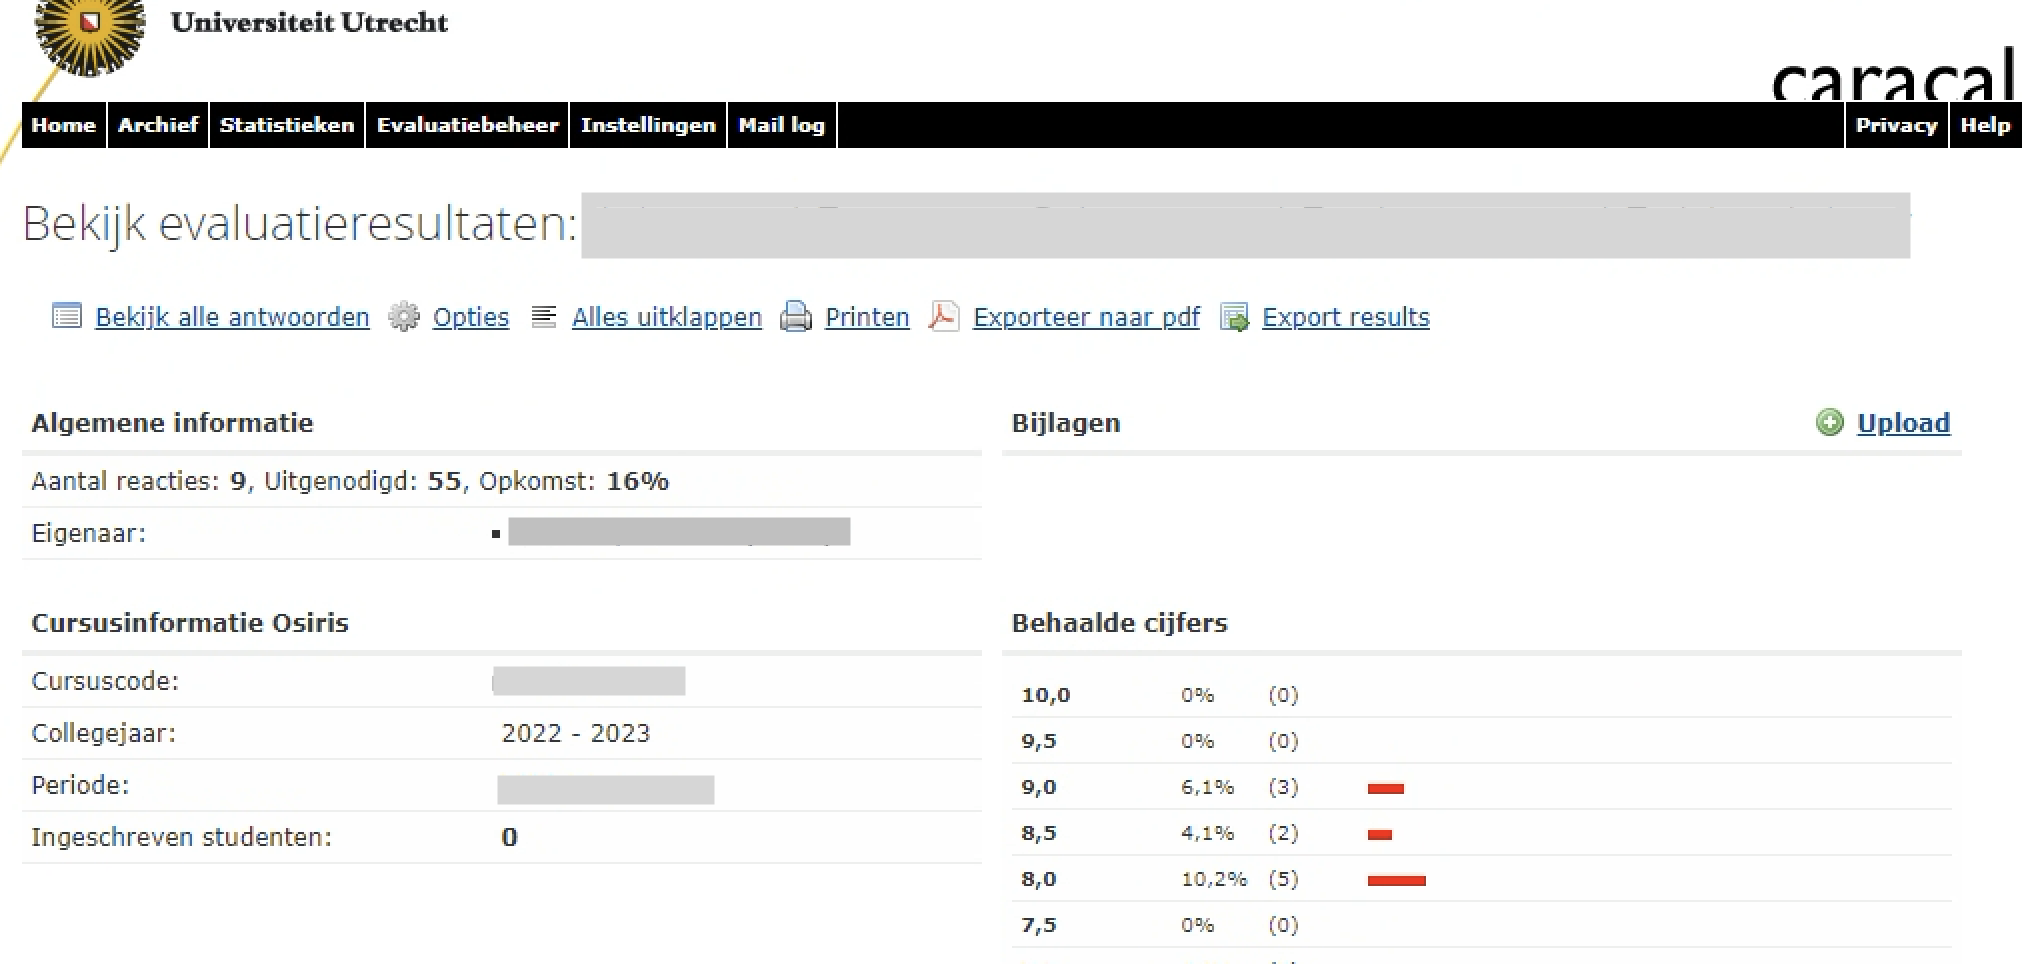 Universiteit Utrecht
caracal
Home Archief Statistieken Evaluatiebeheer Instellingen Mail log Privacy Help
Bekijk evaluatieresultaten:
Bekijk alle antwoorden Opties Alles uitklappen Printen Exporteer naar pdf Export results
Algemene informatie
Aantal reacties: 9, Uitgenodigd: 55, Opkomst: 16%
Eigenaar:
Bijlagen Upload
Cursusinformatie Osiris
Cursuscode:
Collegejaar: 2022 - 2023
Periode:
Ingeschreven studenten: 0
Behaalde cijfers
10,0 0% (0)
9,5 0% (0)
9,0 6,1% (3)
8,5 4,1% (2)
8,0 10,2% (5)
7,5 0% (0)